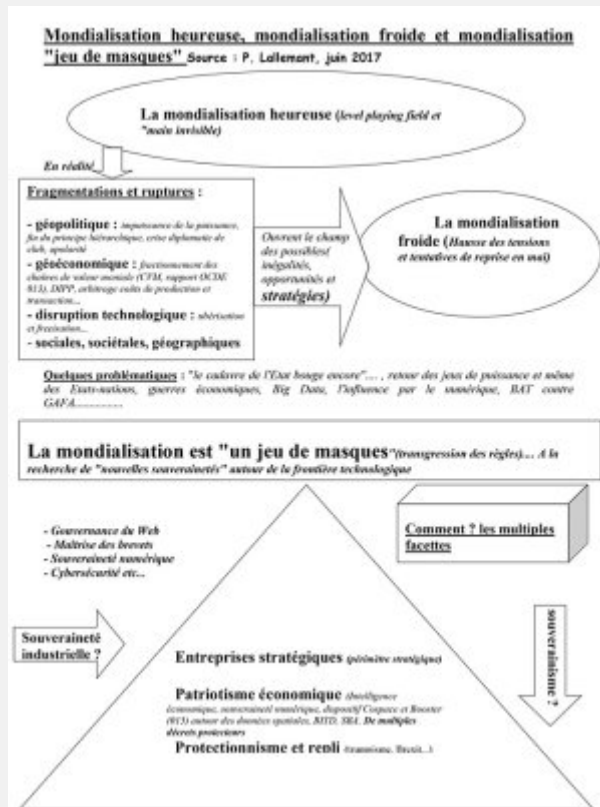 Mondialisation heureuse, mondialisation froide et mondialisation
"jeu de masques" Source : P. Lallemant, juin 2017
La mondialisation heureuse (level playing field et
"main invisible)
En réalité
Fragmentations et ruptures :
- géopolitique : impuissance de la puissance,
fin du principe hiérarchique, crise diplomatie de
club, apolarité
- géoéconomique : fractionnement des
chaînes de valeur mondiale (CVM, rapport OCDE
013), DIPP, arbitrage coûts de production et
transaction...
- disruption technologique : ubérisation
et
- sociales, sociétales, géographiques
Ouvrent le champ
des possibles(
inégalités,
opportunités et
stratégies)
La mondialisation
froide (Hausse des tensions
et tentatives de reprise en mai)
Quelques problématiques : "le cadavre de l'Etat bouge encore"...., retour des jeux de puissance et même
des Etats-nations, guerres économiques, Big Data, l'influence par le numérique, BAT contre
GAFA..............
La mondialisation est "un jeu de masques"(transgression des règles).... A la
recherche de "nouvelles souverainetés" autour de la frontière technologique
- Gouvernance du Web
- Maîtrise des brevets
- Souveraineté numérique
- Cybersécurité etc...
Comment ? les multiples
facettes
Souveraineté
industrielle ?
souverainisme ?
Entreprises stratégiques (périmètre stratégique)
Patriotisme économique (Intelligence
économique, souveraineté numérique, dispositif Cospace et Booster
(015) autour des données spatiales, BITD, SBA. De multiples
décrets protecteurs
Protectionnisme et repli (trumpisme, Brexit...)